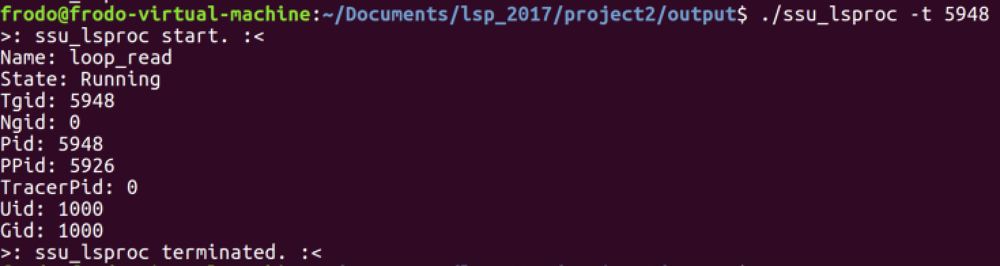 frodo@frodo-virtual-machine:~/Documents/lsp_2017/project2/output$ ./ssu_lsproc -t 5948
>: ssu_lsproc start. :<
Name: loop_read
State: Running
Tgid: 5948
Ngid: 0
Pid: 5948
PPid: 5926
TracerPid: 0
Uid: 1000
Gid: 1000
>: ssu_lsproc terminated. :<